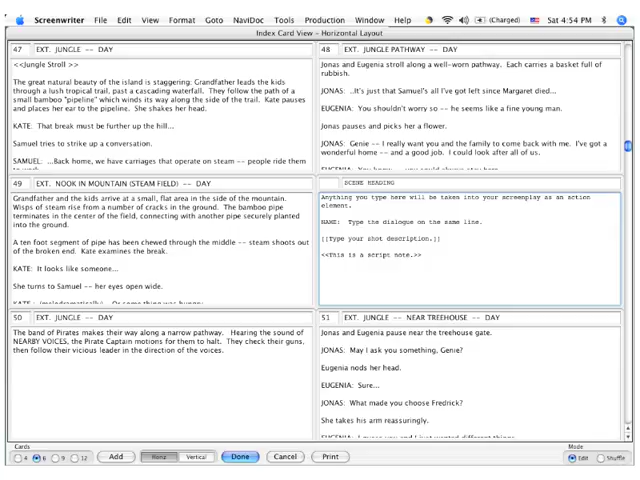 Screenwriter File Edit View Format Goto NaviDoc Tools Production Window Help (Charged) Sat 4:54 PM
Index Card View - Horizontal Layout
47 EXT. JUNGLE -- DAY
<<Jungle Stroll >>
The great natural beauty of the island is staggering: Grandfather leads the kids
through a lush tropical trail, past a cascading waterfall. They follow the path of a
small bamboo "pipeline" which winds its way along the side of the trail. Kate pauses
and places her ear to the pipeline. She shakes her head.
KATE: That break must be further up the hill...
Samuel tries to strike up a conversation.
SAMUEL: ...Back home, we have carriages that operate on steam -- people ride them
48 EXT. JUNGLE PATHWAY -- DAY
Jonas and Eugenia stroll along a well-worn pathway. Each carries a basket full of
rubbish.
JONAS: ..It's just that Samuel's all I've got left since Margaret died...
EUGENIA: You shouldn't worry so -- he seems like a fine young man.
Jonas pauses and picks her a flower.
JONAS: Genie -- I really want you and the family to come back with me. I've got a
wonderful home -- and a good job. I could look after all of us.
49 EXT. NOOK IN MOUNTAIN (STEAM FIELD) -- DAY
Grandfather and the kids arrive at a small, flat area in the side of the mountain.
Wisps of steam rise from a number of cracks in the ground. The bamboo pipe
terminates in the center of the field, connecting with another pipe securely planted
into the ground.
A ten foot segment of pipe has been chewed through the middle -- steam shoots out
of the broken end. Kate examines the break.
KATE: It looks like someone...
She turns to Samuel -- her eyes open wide.
KATE: (melodramatically) Or some thing was hungry
SCENE HEADING
Anything you type here will be taken into your screenplay as an action
element.
NAME: Type the dialogue on the same line.
[[Type your shot description.]]
<<This is a script note.>>
50 EXT. JUNGLE -- DAY
The band of Pirates makes their way along a narrow pathway. Hearing the sound of
NEARBY VOICES, the Pirate Captain motions for them to halt. They check their guns,
then follow their vicious leader in the direction of the voices.
51 EXT. JUNGLE -- NEAR TREEHOUSE -- DAY
Jonas and Eugenia pause near the treehouse gate.
JONAS: May I ask you something, Genie?
Eugenia nods her head.
EUGENIA: Sure...
JONAS: What made you choose Fredrick?
She takes his arm reassuringly.
EUGENIA: I guess you and I just wanted different things
Cards Mode
4 6 9 12 Add Horiz Vertical Done Cancel Print Edit Shuffle